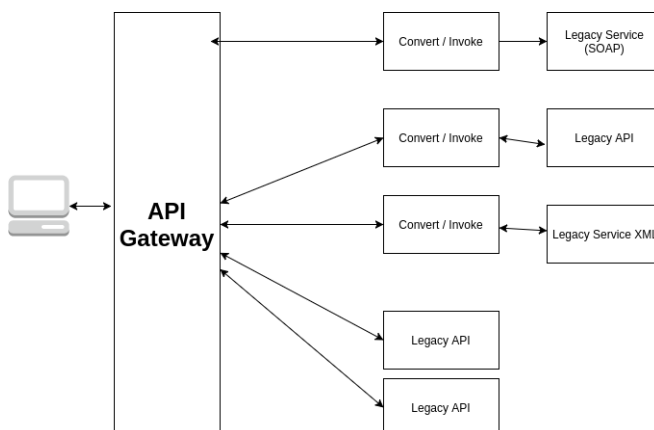 Convert / Invoke
Legacy Service
(SOAP)
Convert / Invoke
Legacy API
API
Gateway
Convert / Invoke
Legacy Service XML
Legacy API
Legacy API